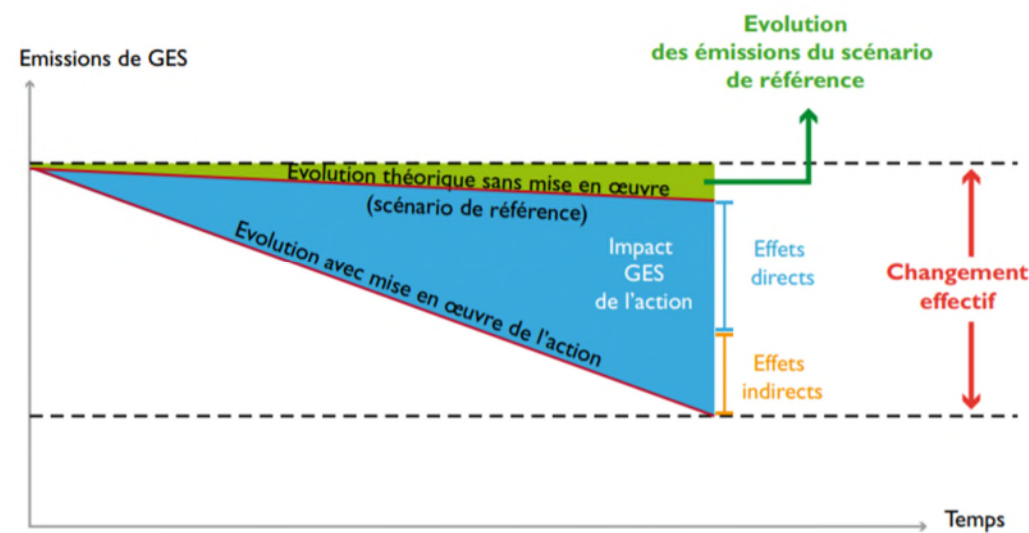 Evolution
des émissions du scénario
de référence
Emissions de GES
Evolution théorique sans mise en œuvre
(scénario de référence)
Evolution avec mise en œuvre de l'action
Impact
GES
de l'action
Effets
directs
Changement
effectif
Effets
indirects
Temps